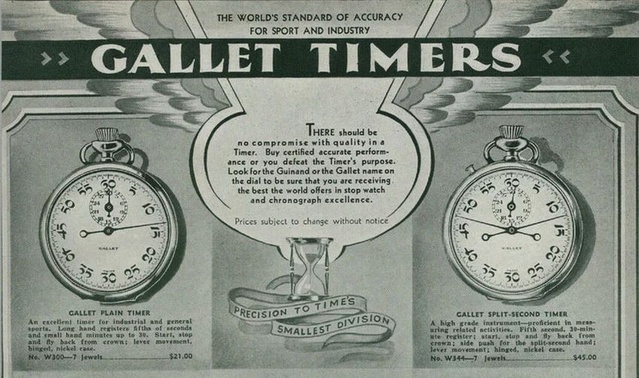 THE WORLD'S STANDARD OF ACCURACY
FOR SPORT AND INDUSTRY
GALLET TIMERS
THERE should be
no compromise with quality in a
Timer. Buy certified accurate perform-
ance or you defeat the Timer's purpose.
Look for the Guinand or the Gallet name on
the dial to be sure that you are receiving
the best the world offers in stop watch
and chronograph excellence.
Prices subject to change without notice
PRECISION TO TIME'S
SMALLEST DIVISION
GALLET
GALLET PLAIN TIMER
An excellent timer for industrial and general
sports. Long hand registers fifths of seconds
and small hand minutes up to 30. Start, stop
and fly back from crown; lever movement,
hinged, nickel case.
No. W300—7 Jewels $21.00
GALLET SPLIT-SECOND TIMER
A high grade instrument—proficient in meas-
uring related activities. Fifth second, 30-min-
ute register; start, stop and fly back from
crown; side push for the split-second hand;
lever movement; hinged, nickel case.
No. W344—7 Jewels $45.00